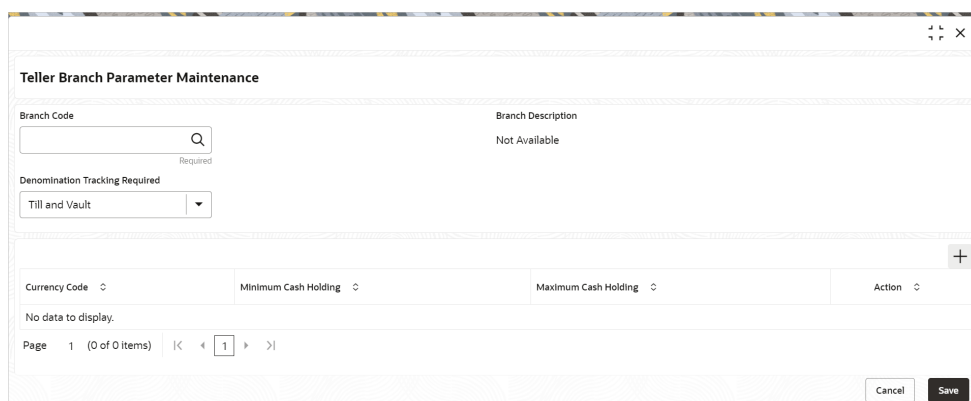 Teller Branch Parameter Maintenance
Branch Code
Branch Description
Not Available
Required
Denomination Tracking Required
Till and Vault
Currency Code
Minimum Cash Holding
Maximum Cash Holding
Action
No data to display.
Page 1 (0 of 0 items) 1
Cancel
Save